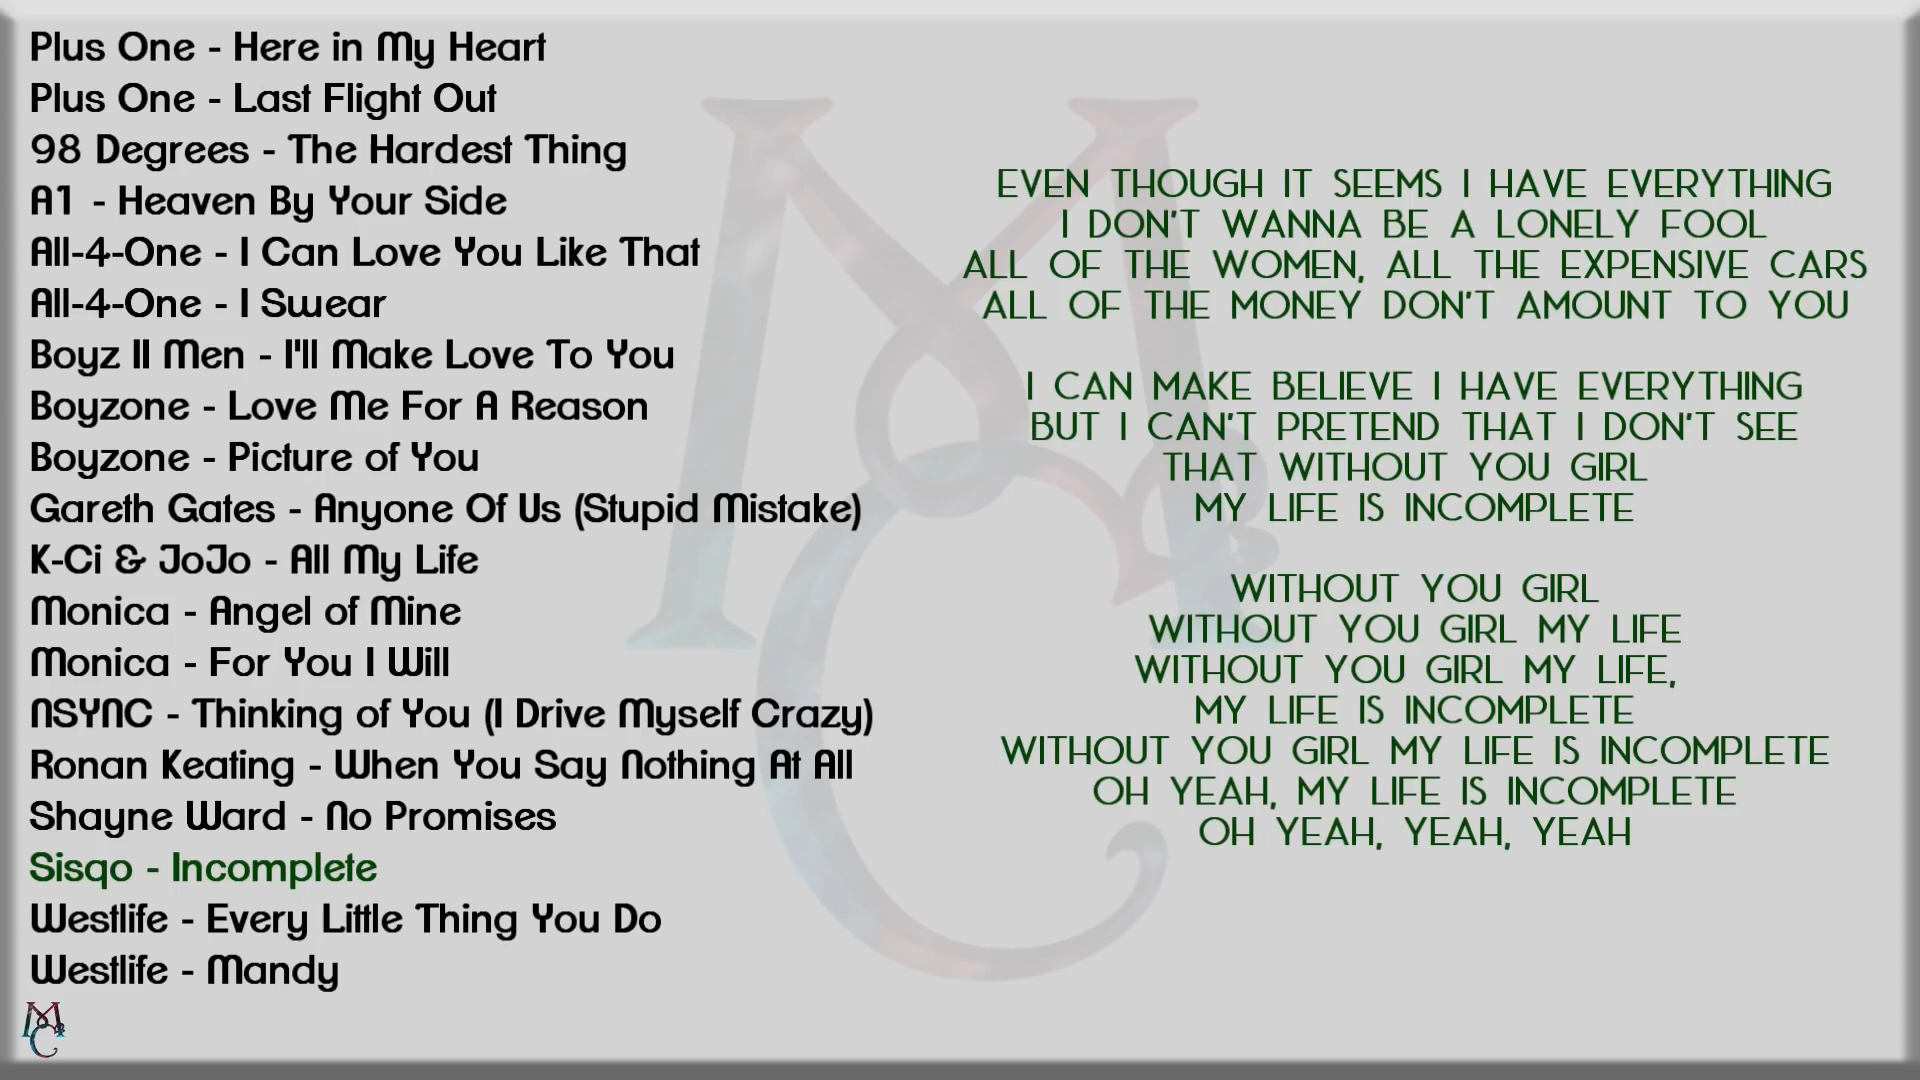 Plus One - Here in My Heart
Plus One - Last Flight Out
98 Degrees - The Hardest Thing
A1 - Heaven By Your Side
All-4-One - I Can Love You Like That
All-4-One - I Swear
Boyz II Men - I'll Make Love To You
Boyzone - Love Me For A Reason
Boyzone - Picture of You
Gareth Gates - Anyone Of Us (Stupid Mistake)
K-Ci & JoJo - All My Life
Monica - Angel of Mine
Monica - For You I Will
NSYNC - Thinking of You (I Drive Myself Crazy)
Ronan Keating - When You Say Nothing At All
Shayne Ward - No Promises
Sisqo - Incomplete
Westlife - Every Little Thing You Do
Westlife - Mandy
EVEN THOUGH IT SEEMS I HAVE EVERYTHING
I DON'T WANNA BE A LONELY FOOL
ALL OF THE WOMEN, ALL THE EXPENSIVE CARS
ALL OF THE MONEY DON'T AMOUNT TO YOU
I CAN MAKE BELIEVE I HAVE EVERYTHING
BUT I CAN'T PRETEND THAT I DON'T SEE
THAT WITHOUT YOU GIRL
MY LIFE IS INCOMPLETE
WITHOUT YOU GIRL
WITHOUT YOU GIRL MY LIFE
WITHOUT YOU GIRL MY LIFE,
MY LIFE IS INCOMPLETE
WITHOUT YOU GIRL MY LIFE IS INCOMPLETE
OH YEAH, MY LIFE IS INCOMPLETE
OH YEAH, YEAH, YEAH